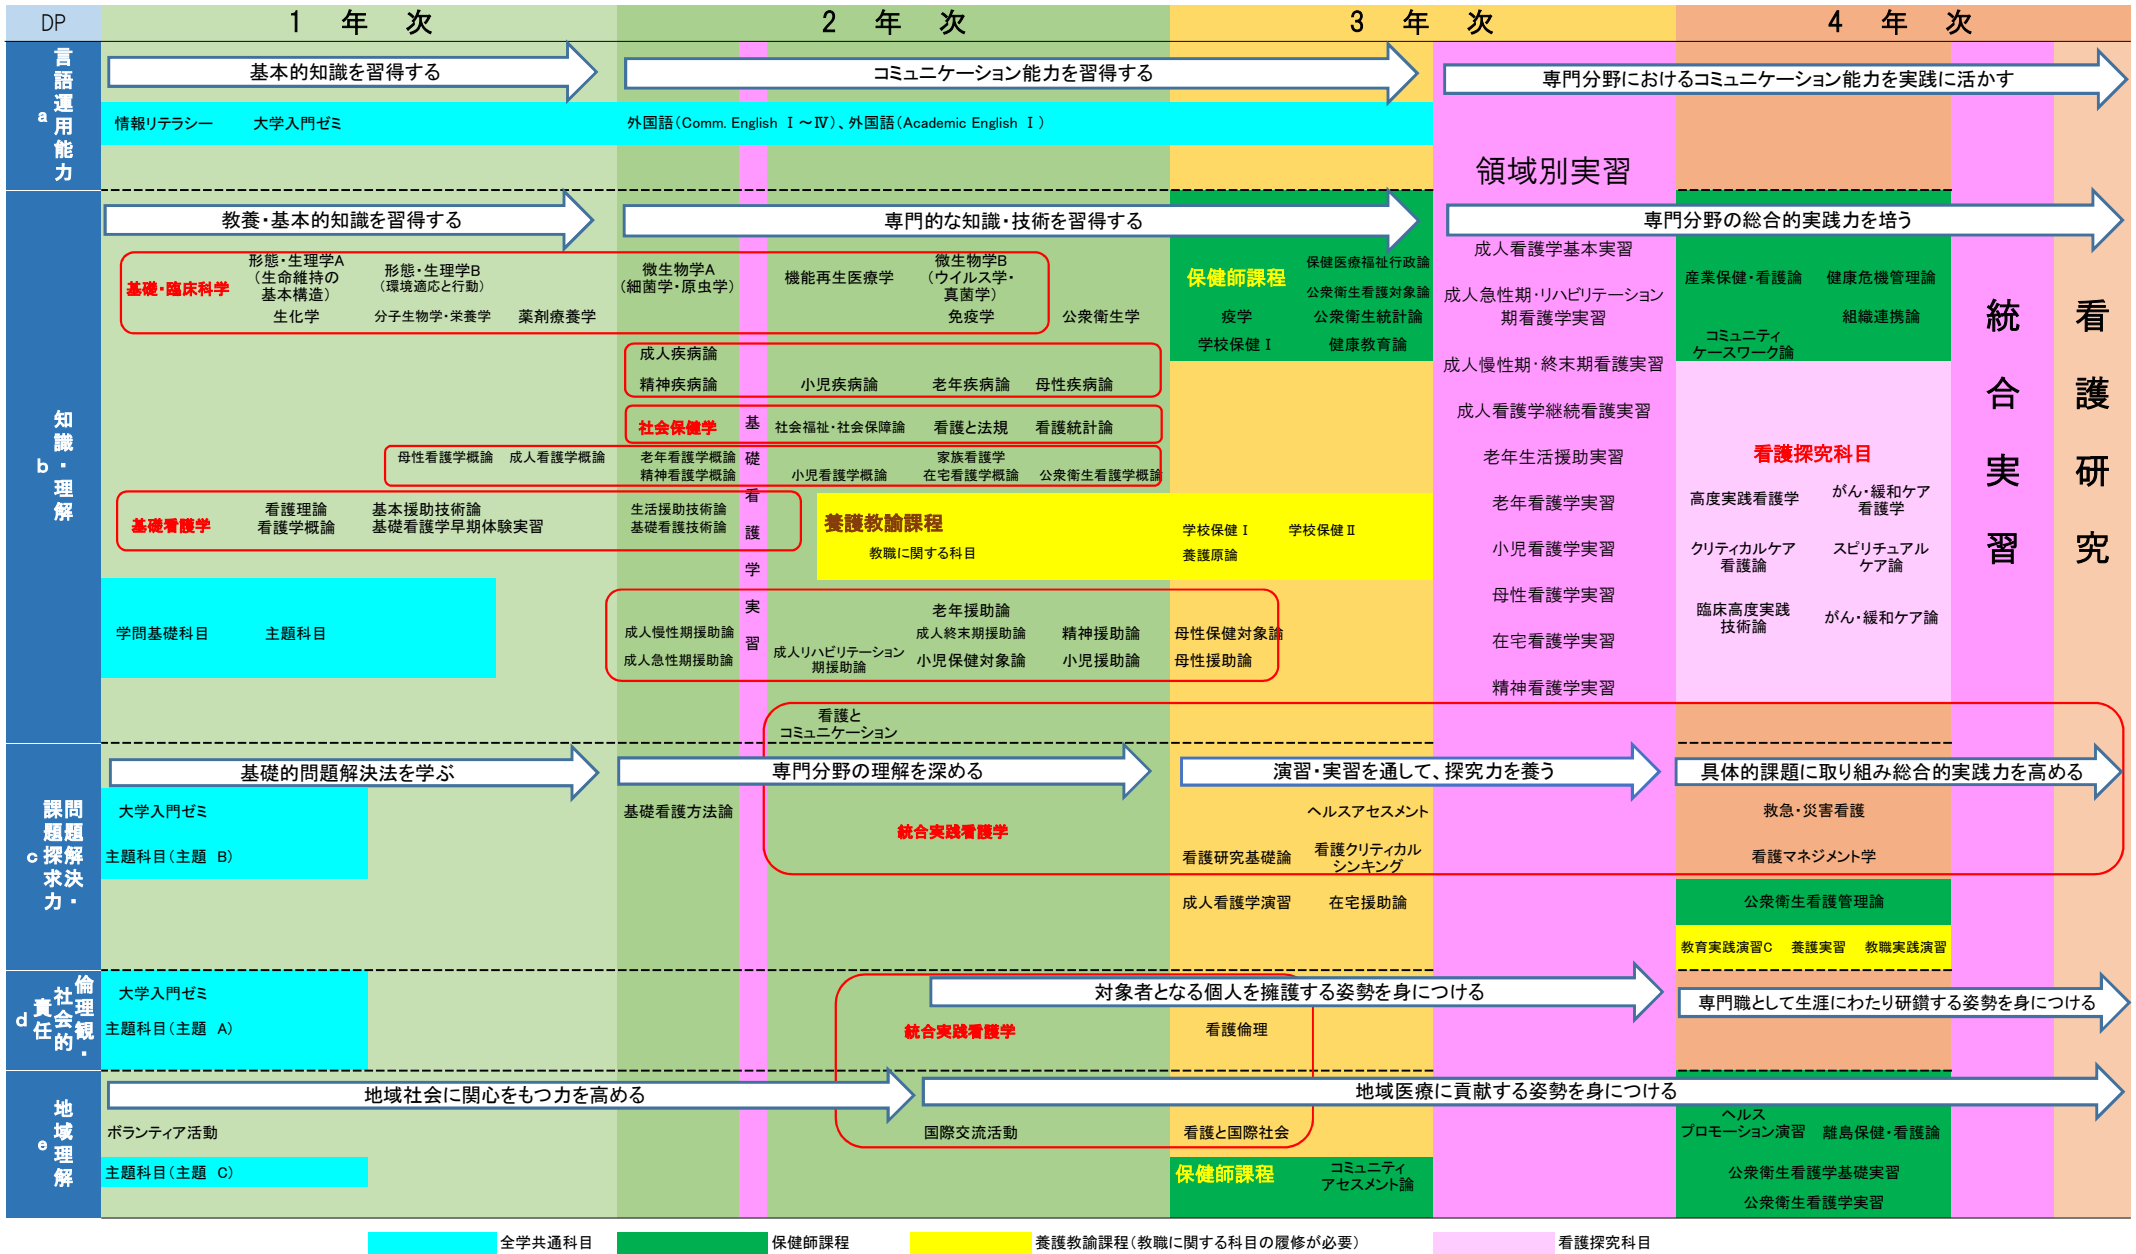 DP
1 年 次
2 年 次
3 年 次
4 年 次
a
言語運用能力
基本的知識を習得する
コミュニケーション能力を習得する
専門分野におけるコミュニケーション能力を実践に活かす
情報リテラシー
大学入門ゼミ
外国語(Comm. English Ⅰ～Ⅳ)、外国語(Academic English Ⅰ)
領域別実習
b
知識・理解
教養・基本的知識を習得する
専門的な知識・技術を習得する
専門分野の総合的実践力を培う
基礎・臨床科学
形態・生理学A
(生命維持の
基本構造)
形態・生理学B
(環境適応と行動)
微生物学A
(細菌学・原虫学)
機能再生医療学
微生物学B
(ウイルス学・
真菌学)
生化学
分子生物学・栄養学
薬剤療養学
免疫学
公衆衛生学
保健師課程
保健医療福祉行政論
公衆衛生看護対象論
疫学
公衆衛生統計論
学校保健Ⅰ
健康教育論
成人看護学基本実習
成人急性期・リハビリテーション
期看護学実習
成人慢性期・終末期看護実習
成人看護学継続看護実習
老年生活援助実習
老年看護学実習
小児看護学実習
母性看護学実習
在宅看護学実習
精神看護学実習
産業保健・看護論
健康危機管理論
組織連携論
コミュニティ
ケースワーク論
統合実習
看護研究
成人疾病論
精神疾病論
小児疾病論
老年疾病論
母性疾病論
基礎看護学実習
社会保健学
社会福祉・社会保障論
看護と法規
看護統計論
母性看護学概論
成人看護学概論
老年看護学概論
精神看護学概論
小児看護学概論
家族看護学
在宅看護学概論
公衆衛生看護学概論
基礎看護学
看護理論
看護学概論
基本援助技術論
基礎看護学早期体験実習
生活援助技術論
基礎看護技術論
養護教諭課程
教職に関する科目
学校保健Ⅰ
学校保健Ⅱ
養護原論
看護探究科目
高度実践看護学
がん・緩和ケア
看護学
クリティカルケア
看護論
スピリチュアル
ケア論
臨床高度実践
技術論
がん・緩和ケア論
学問基礎科目
主題科目
成人慢性期援助論
成人急性期援助論
成人リハビリテーション
期援助論
老年援助論
成人終末期援助論
小児保健対象論
精神援助論
小児援助論
母性保健対象論
母性援助論
看護と
コミュニケーション
c
問題解決・
課題探求力
基礎的問題解決法を学ぶ
専門分野の理解を深める
演習・実習を通して、探究力を養う
具体的課題に取り組み総合的実践力を高める
大学入門ゼミ
主題科目(主題 B)
基礎看護方法論
統合実践看護学
ヘルスアセスメント
看護研究基礎論
看護クリティカル
シンキング
成人看護学演習
在宅援助論
救急・災害看護
看護マネジメント学
公衆衛生看護管理論
教育実践演習C
養護実習
教職実践演習
d
倫理観・
社会的
責任
対象者となる個人を擁護する姿勢を身につける
専門職として生涯にわたり研鑽する姿勢を身につける
大学入門ゼミ
主題科目(主題 A)
統合実践看護学
看護倫理
e
地域理解
地域社会に関心をもつ力を高める
地域医療に貢献する姿勢を身につける
ボランティア活動
国際交流活動
看護と国際社会
主題科目(主題 C)
保健師課程
コミュニティ
アセスメント論
ヘルス
プロモーション演習
離島保健・看護論
公衆衛生看護学基礎実習
公衆衛生看護学実習
全学共通科目
保健師課程
養護教諭課程(教職に関する科目の履修が必要)
看護探究科目